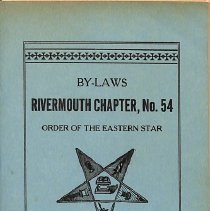 BY-LAWS
RIVERMOUTH CHAPTER, No. 54
ORDER OF THE EASTERN STAR